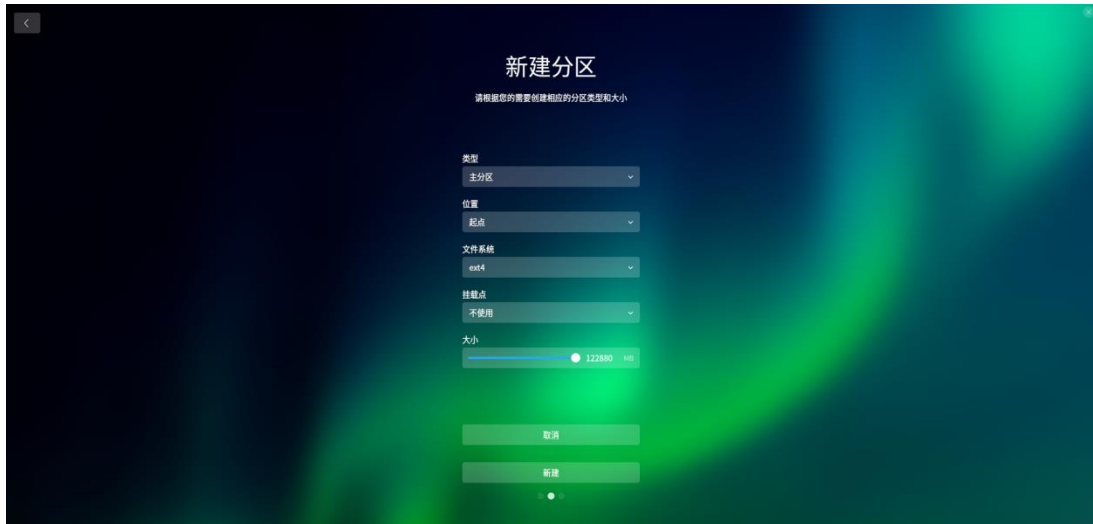 新建分区
请根据您的需要创建相应的分区类型和大小
类型
主分区
位置
起点
文件系统
ext4
挂载点
不使用
大小
122880 MB
取消
新建